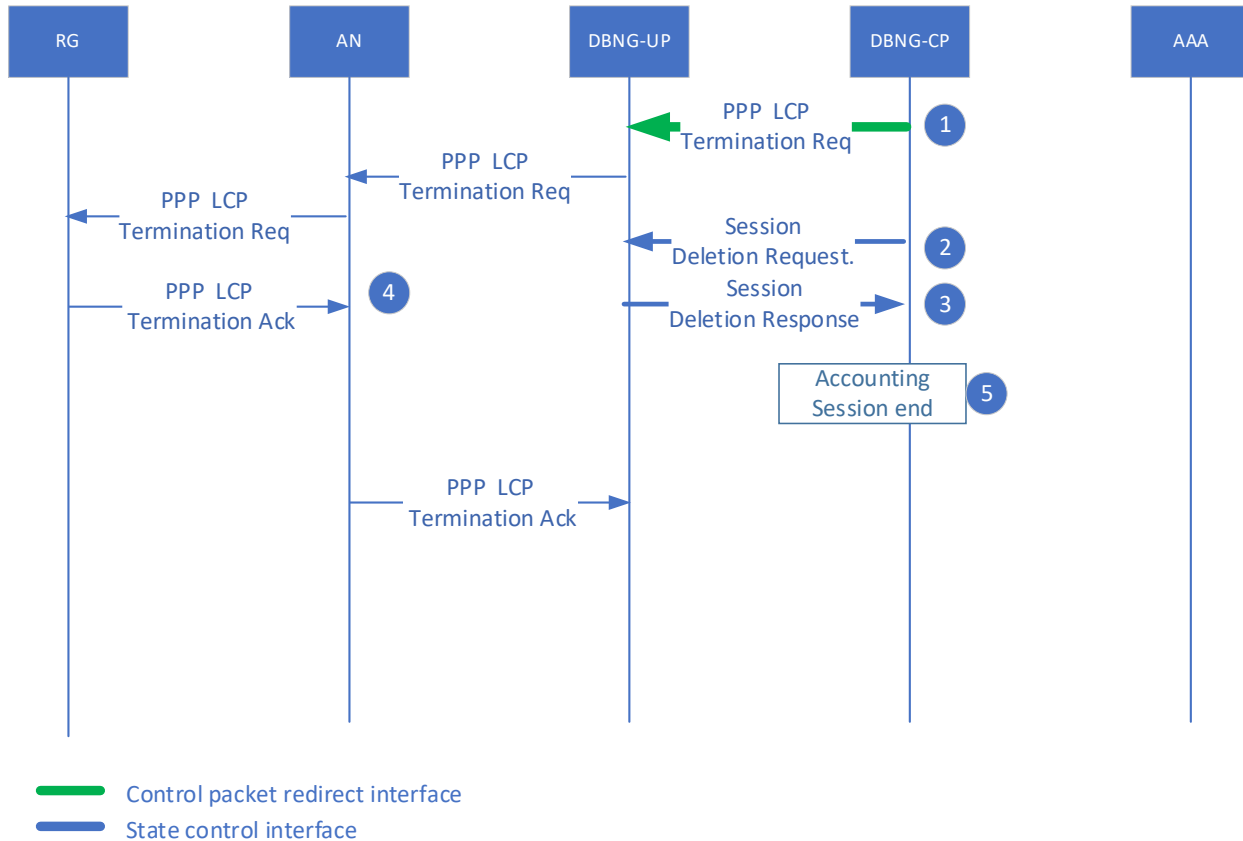 RG
AN
DBNG-UP
DBNG-CP
AAA
PPP LCP
Termination Req
1
PPP LCP
Termination Req
PPP LCP
Termination Req
Session
Deletion Request.
2
Session
Deletion Response
3
PPP LCP
Termination Ack
4
Accounting
Session end
5
PPP LCP
Termination Ack
Control packet redirect interface
State control interface